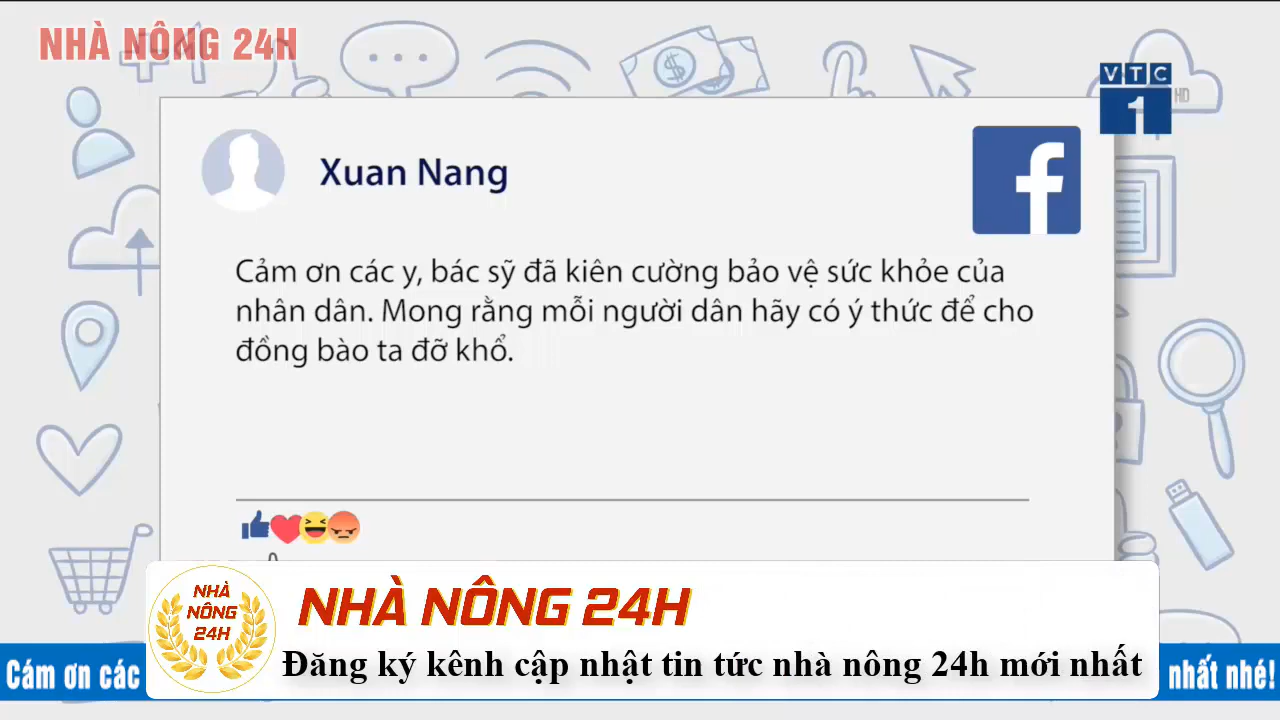 NHÀ NÔNG 24H
VTC
1
HD
Xuan Nang
f
Cảm ơn các y, bác sỹ đã kiên cường bảo vệ sức khỏe của
nhân dân. Mong rằng mỗi người dân hãy có ý thức để cho
đồng bào ta đỡ khổ.
NHÀ
NÔNG
24H
NHÀ NÔNG 24H
Đăng ký kênh cập nhật tin tức nhà nông 24h mới nhất
Cám ơn các
nhất nhé!